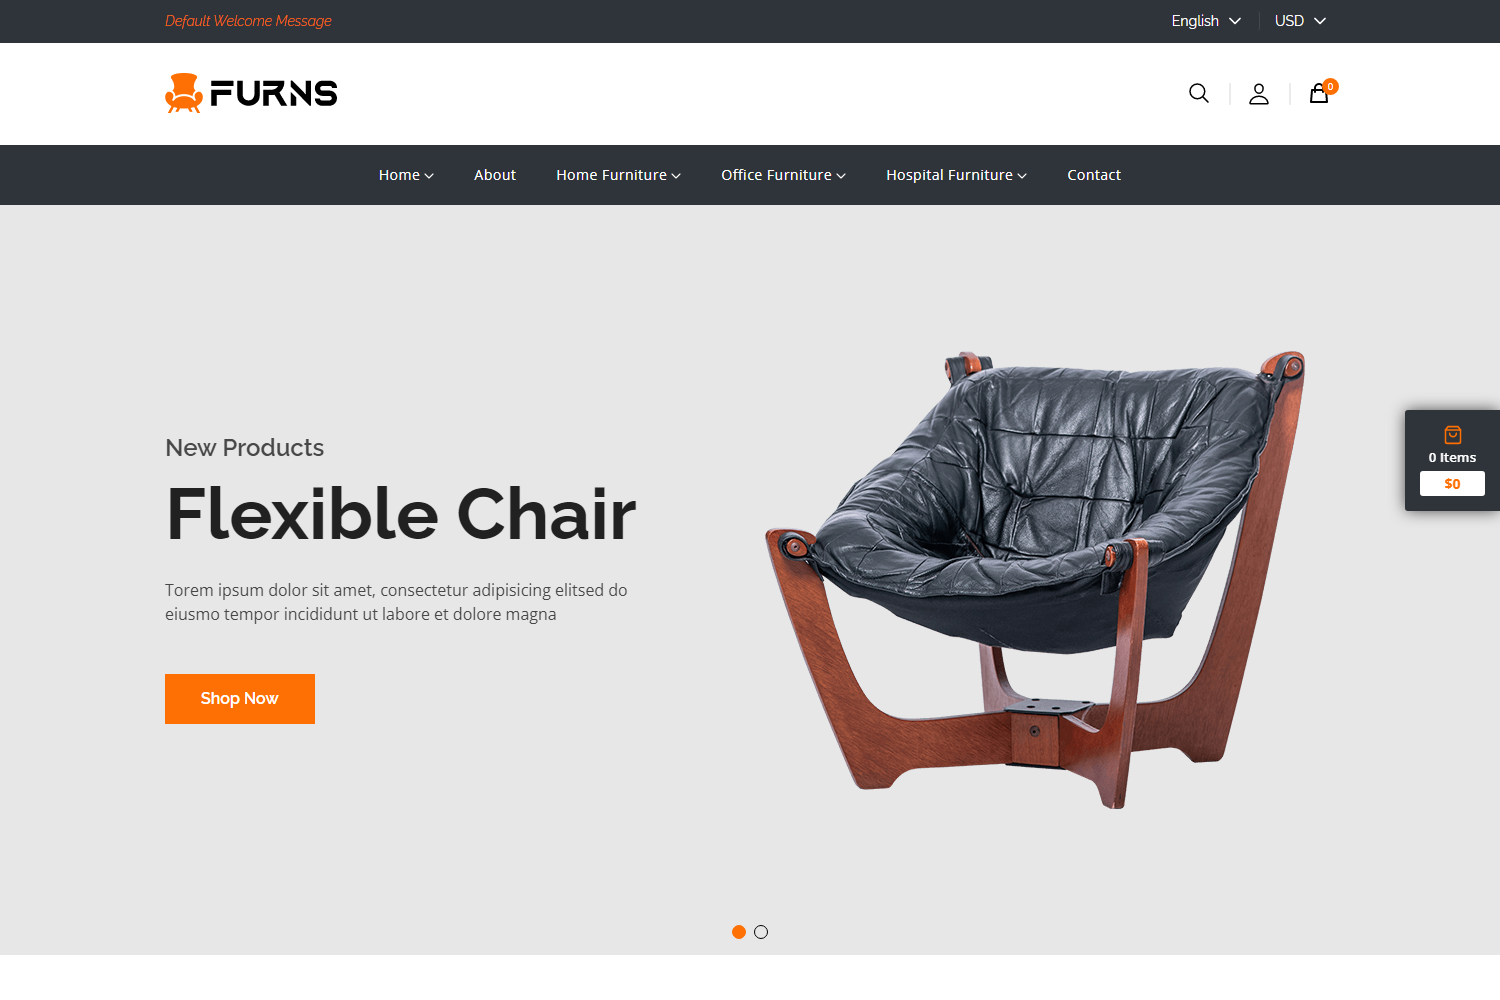 Default Welcome Message
English
USD
FURNS
0
Home
About
Home Furniture
Office Furniture
Hospital Furniture
Contact
New Products
Flexible Chair
Torem ipsum dolor sit amet, consectetur adipisicing elitsed do
eiusmo tempor incididunt ut labore et dolore magna
Shop Now
0 Items
$0